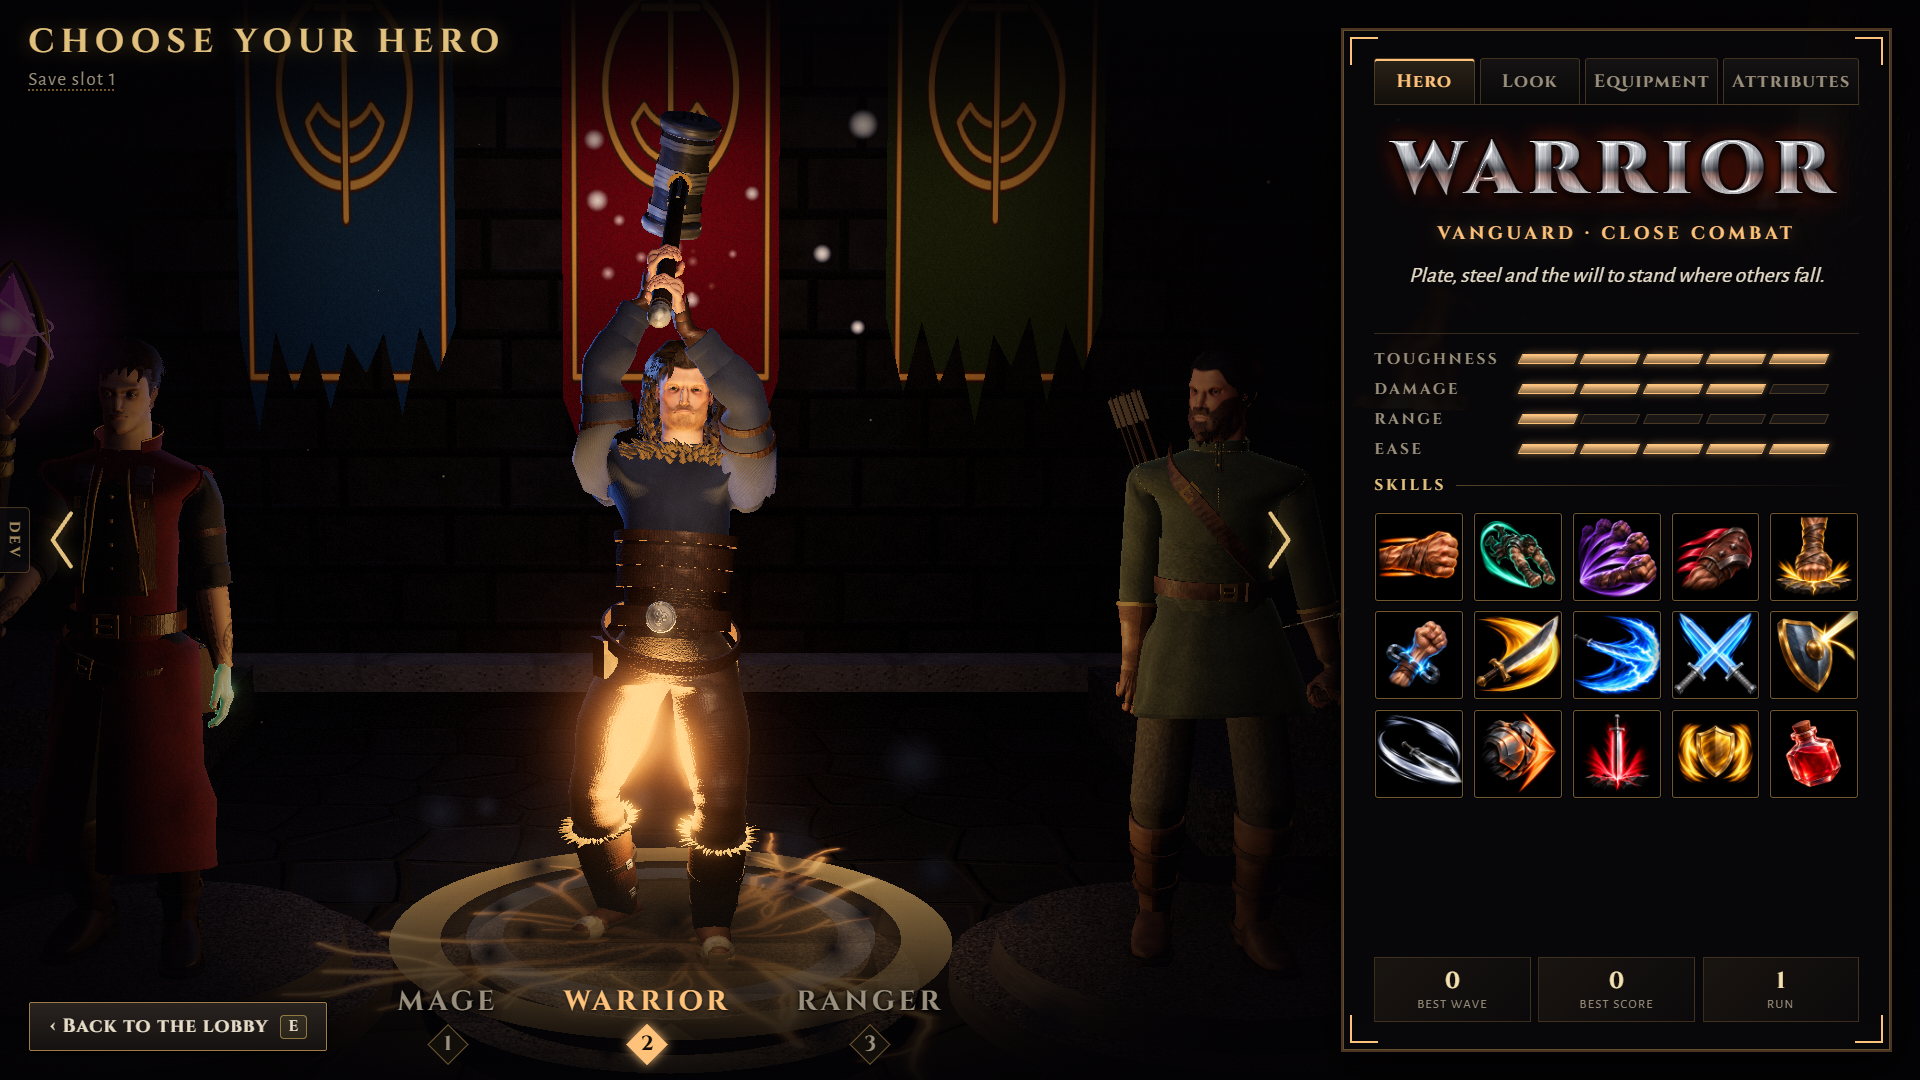 CHOOSE YOUR HERO
Save slot 1
DEV
HERO
LOOK
EQUIPMENT
ATTRIBUTES
WARRIOR
VANGUARD · CLOSE COMBAT
Plate, steel and the will to stand where others fall.
TOUGHNESS
DAMAGE
RANGE
EASE
SKILLS
0
BEST WAVE
0
BEST SCORE
1
RUN
‹ BACK TO THE LOBBY E
MAGE
1
WARRIOR
2
RANGER
3